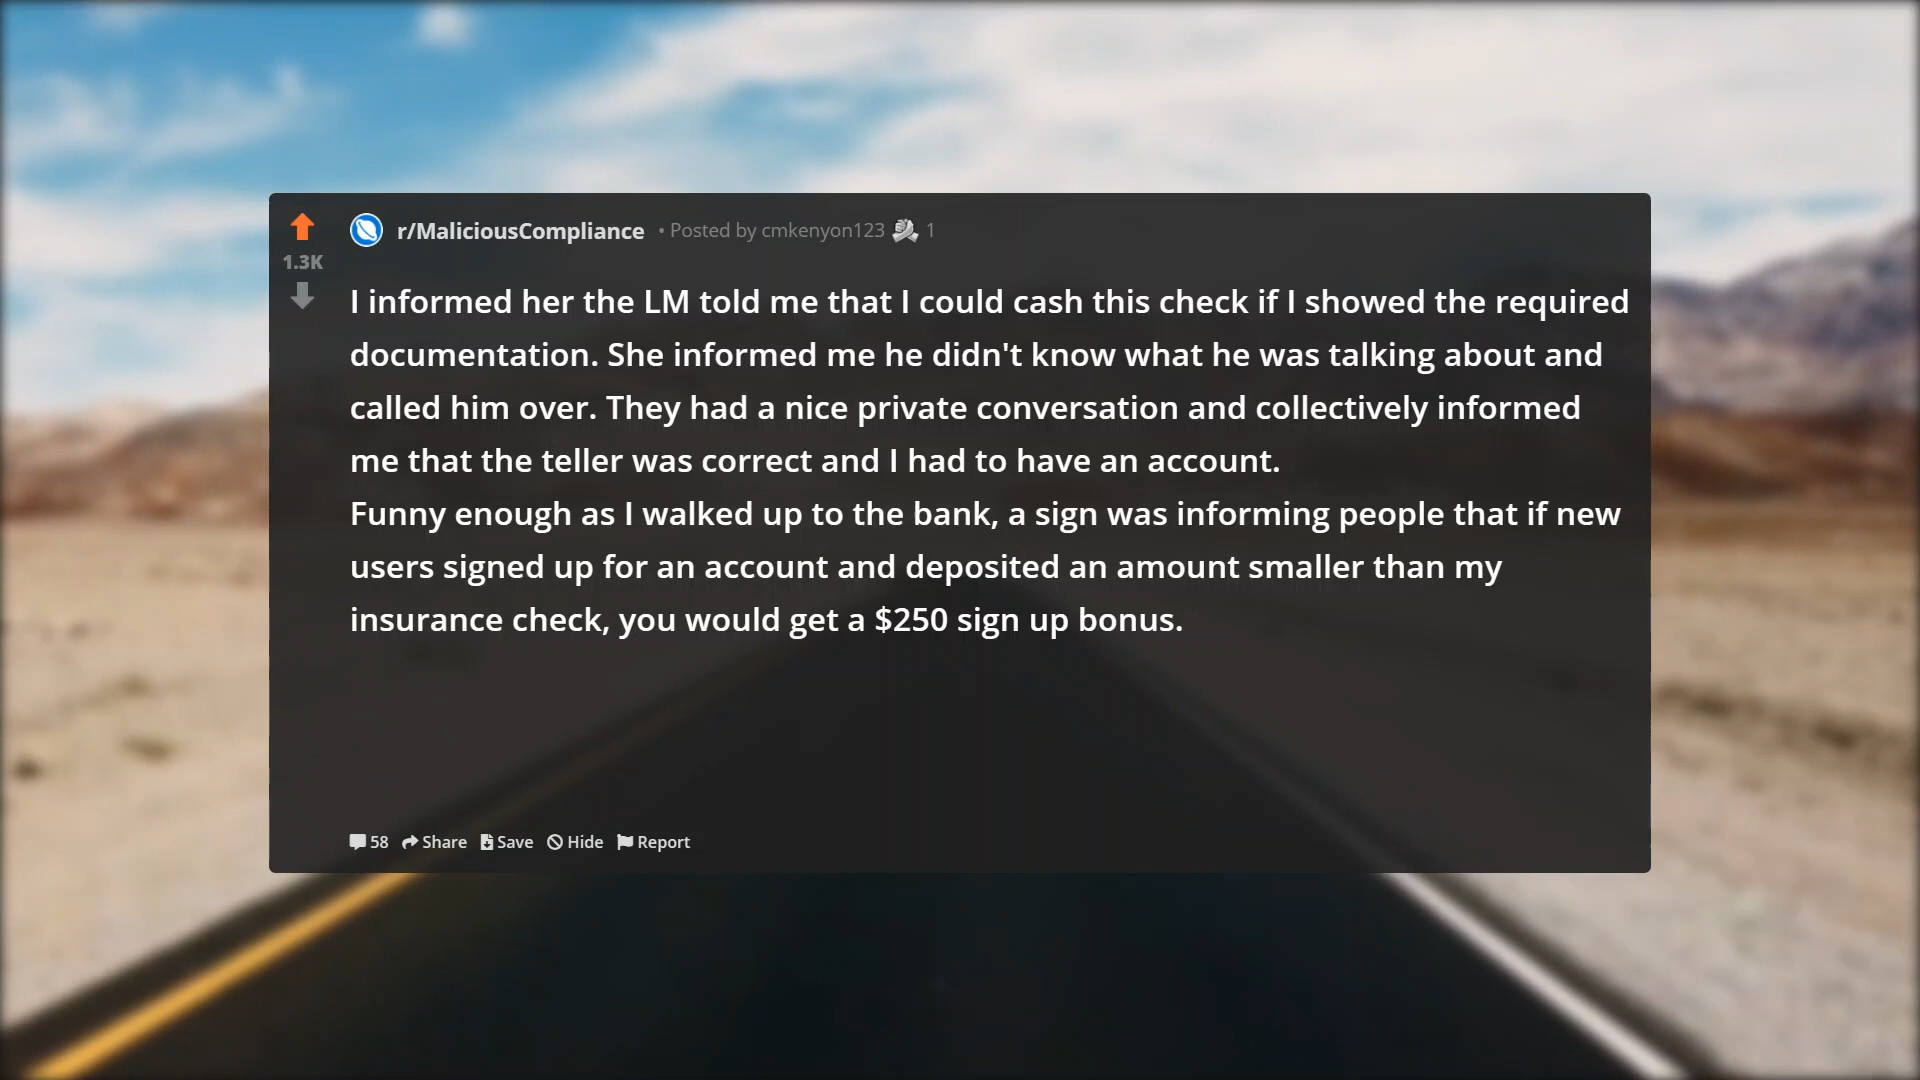 r/MaliciousCompliance • Posted by cmkenyon123 1
1.3K
I informed her the LM told me that I could cash this check if I showed the required
documentation. She informed me he didn't know what he was talking about and
called him over. They had a nice private conversation and collectively informed
me that the teller was correct and I had to have an account.
Funny enough as I walked up to the bank, a sign was informing people that if new
users signed up for an account and deposited an amount smaller than my
insurance check, you would get a $250 sign up bonus.
58 Share Save Hide Report